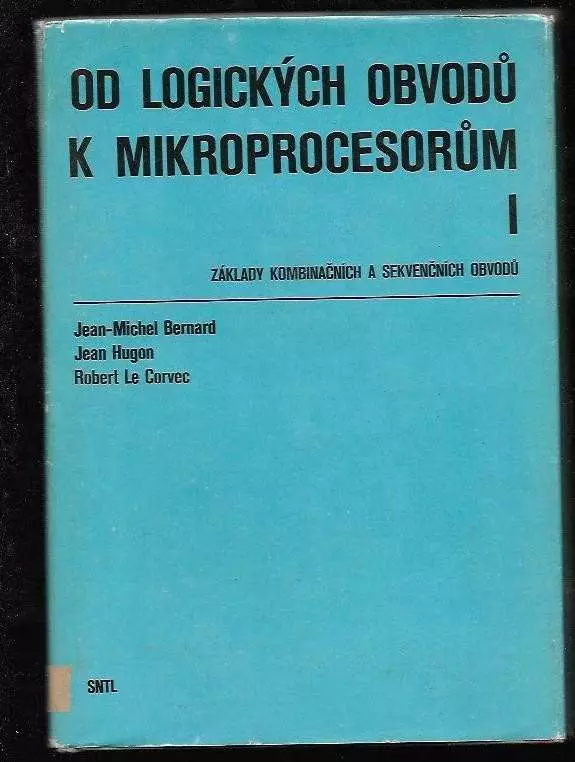 OD LOGICKÝCH OBVODŮ
K MIKROPROCESORŮM
I
ZÁKLADY KOMBINAČNÍCH A SEKVENČNÍCH OBVODŮ
Jean-Michel Bernard
Jean Hugon
Robert Le Corvec
SNTL